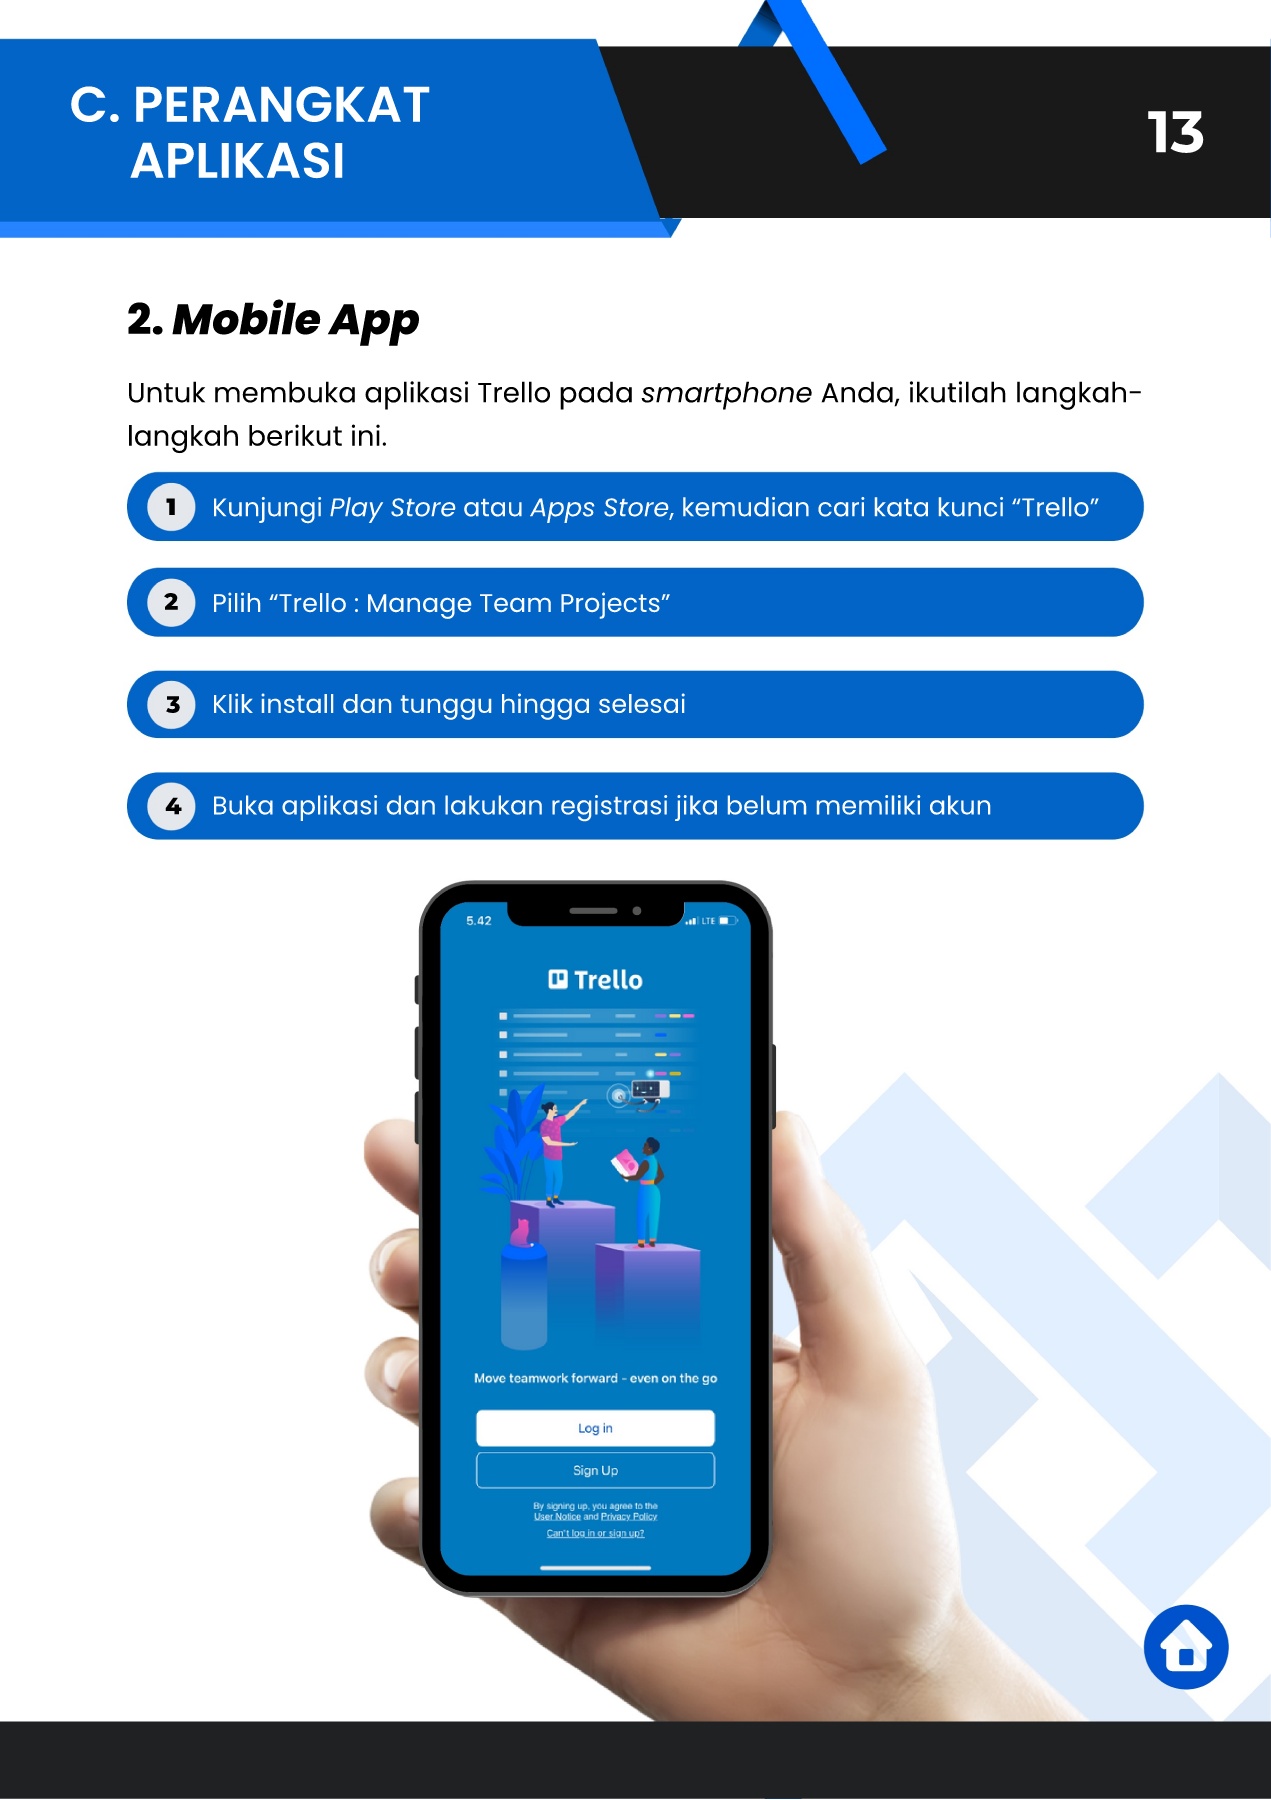 C. PERANGKAT
APLIKASI
13
2. Mobile App
Untuk membuka aplikasi Trello pada smartphone Anda, ikutilah langkah-
langkah berikut ini.
1 Kunjungi Play Store atau Apps Store, kemudian cari kata kunci “Trello”
2 Pilih “Trello : Manage Team Projects”
3 Klik install dan tunggu hingga selesai
4 Buka aplikasi dan lakukan registrasi jika belum memiliki akun
5.42 LTE
Trello
Move teamwork forward - even on the go
Log in
Sign Up
By signing up, you agree to the
User Notice and Privacy Policy
Can't log in or sign up?